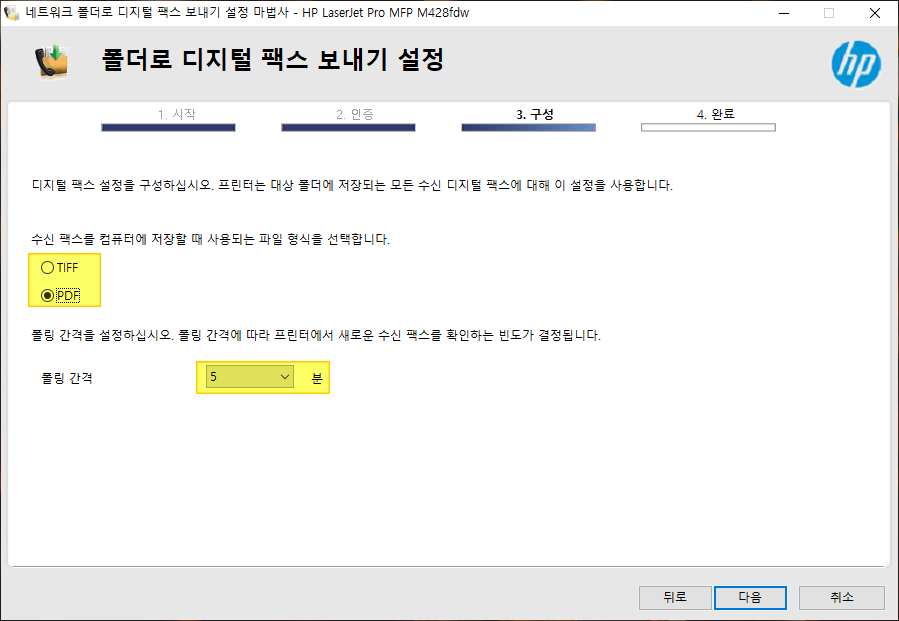 네트워크 폴더로 디지털 팩스 보내기 설정 마법사 - HP LaserJet Pro MFP M428fdw
폴더로 디지털 팩스 보내기 설정
hp
1. 시작
2. 인증
3. 구성
4. 완료
디지털 팩스 설정을 구성하십시오. 프린터는 대상 폴더에 저장되는 모든 수신 디지털 팩스에 대해 이 설정을 사용합니다.
수신 팩스를 컴퓨터에 저장할 때 사용되는 파일 형식을 선택합니다.
TIFF
PDF
폴링 간격을 설정하십시오. 폴링 간격에 따라 프린터에서 새로운 수신 팩스를 확인하는 빈도가 결정됩니다.
폴링 간격 5 분
뒤로 다음 취소